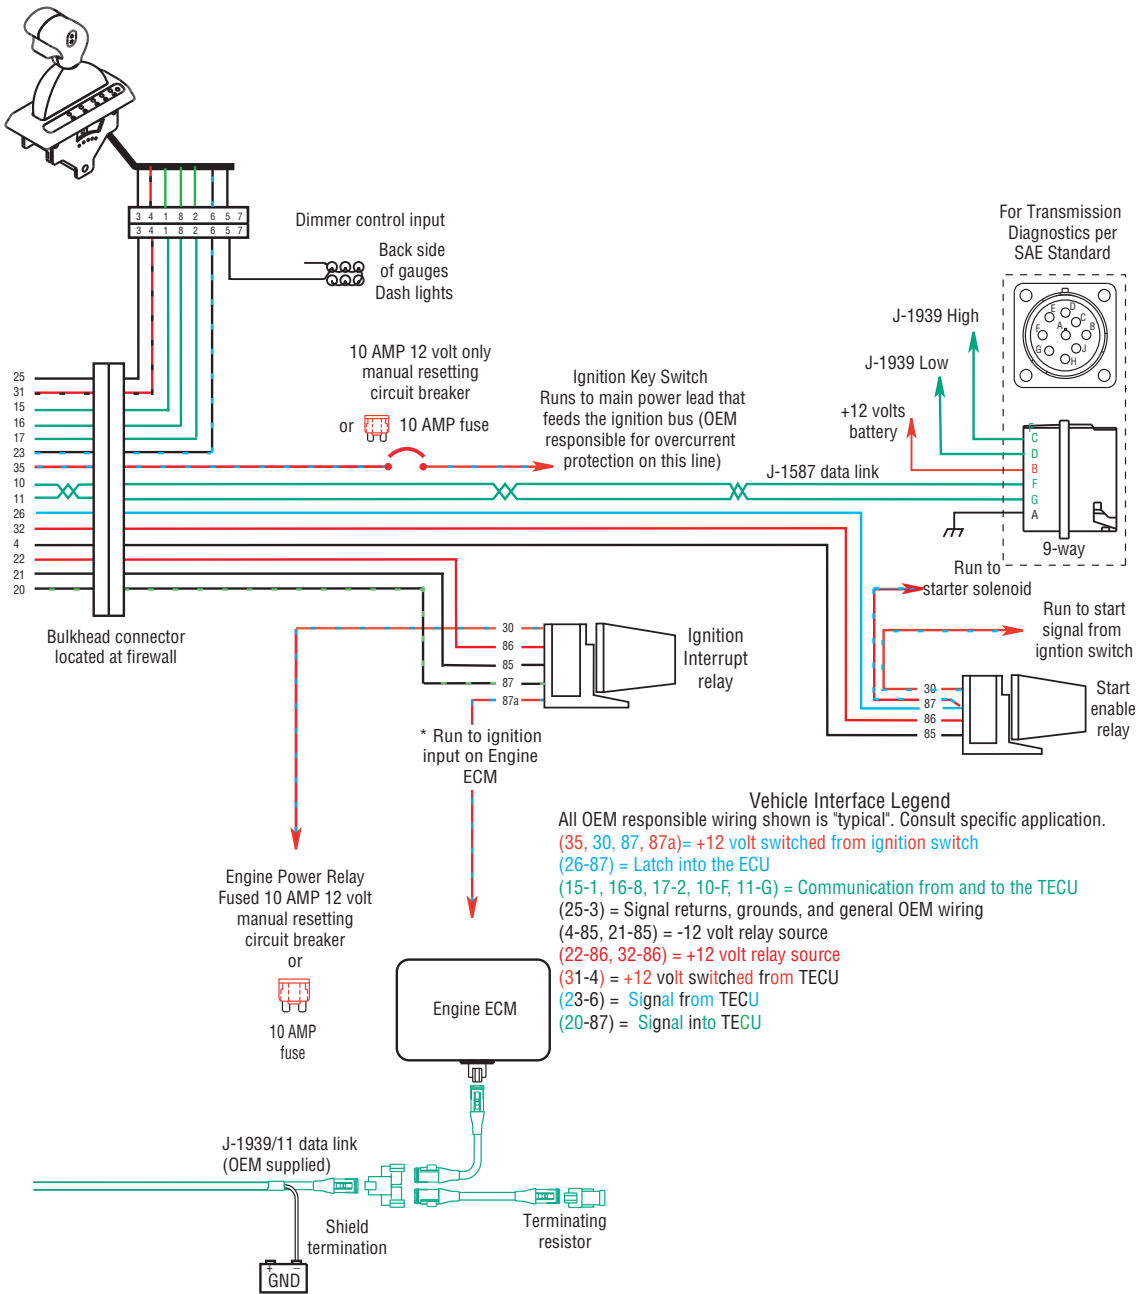 3 4 1 8 2 6 5 7
3 4 1 8 2 6 5 7
Dimmer control input
Back side
of gauges
Dash lights
For Transmission
Diagnostics per
SAE Standard
E D
C
F A B
G J
H
J-1939 High
J-1939 Low
+12 volts
battery
10 AMP 12 volt only
manual resetting
circuit breaker
or 10 AMP fuse
Ignition Key Switch
Runs to main power lead that
feeds the ignition bus (OEM
responsible for overcurrent
protection on this line)
J-1587 data link
F
C
D
B
F
G
A
9-way
25
31
15
16
17
23
35
10
11
26
32
4
22
21
20
Bulkhead connector
located at firewall
Run to
starter solenoid
Run to start
signal from
igntion switch
30
86
85
87
87a
Ignition
Interrupt
relay
30
87
86
85
Start
enable
relay
* Run to ignition
input on Engine
ECM
Vehicle Interface Legend
All OEM responsible wiring shown is "typical". Consult specific application.
(35, 30, 87, 87a)= +12 volt switched from ignition switch
(26-87) = Latch into the ECU
(15-1, 16-8, 17-2, 10-F, 11-G) = Communication from and to the TECU
(25-3) = Signal returns, grounds, and general OEM wiring
(4-85, 21-85) = -12 volt relay source
(22-86, 32-86) = +12 volt relay source
(31-4) = +12 volt switched from TECU
(23-6) = Signal from TECU
(20-87) = Signal into TECU
Engine Power Relay
Fused 10 AMP 12 volt
manual resetting
circuit breaker
or
10 AMP
fuse
Engine ECM
J-1939/11 data link
(OEM supplied)
Shield
termination
Terminating
resistor
+ −
GND